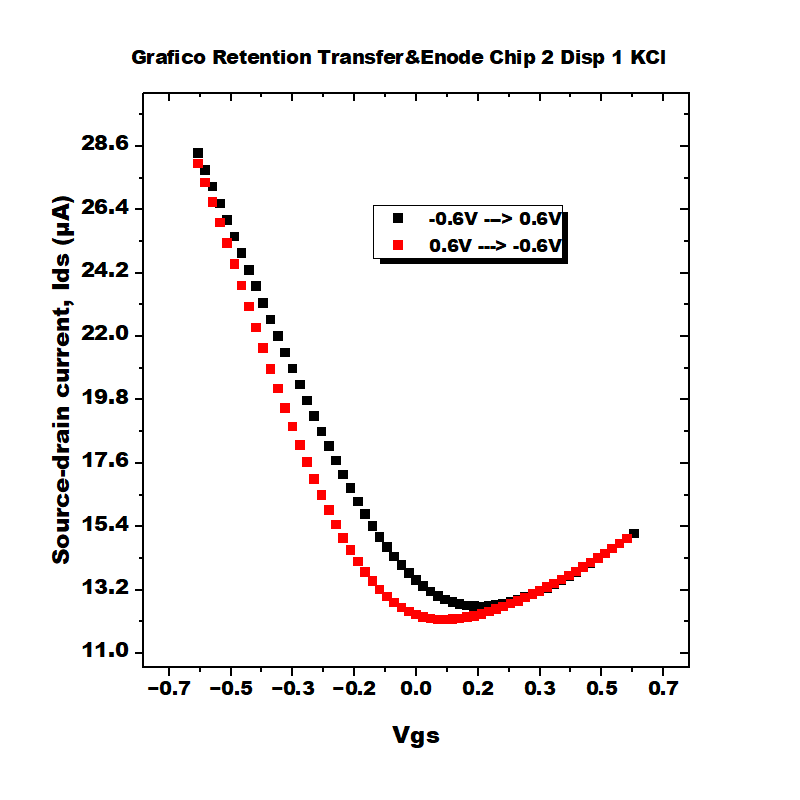 Grafico Retention Transfer&Enode Chip 2 Disp 1 KCl
28.6
26.4
24.2
22.0
19.8
17.6
15.4
13.2
11.0
Source-drain current, Ids (μA)
-0.6V ---> 0.6V
0.6V ---> -0.6V
−0.7 −0.5 −0.3 −0.2 0.0 0.2 0.3 0.5 0.7
Vgs